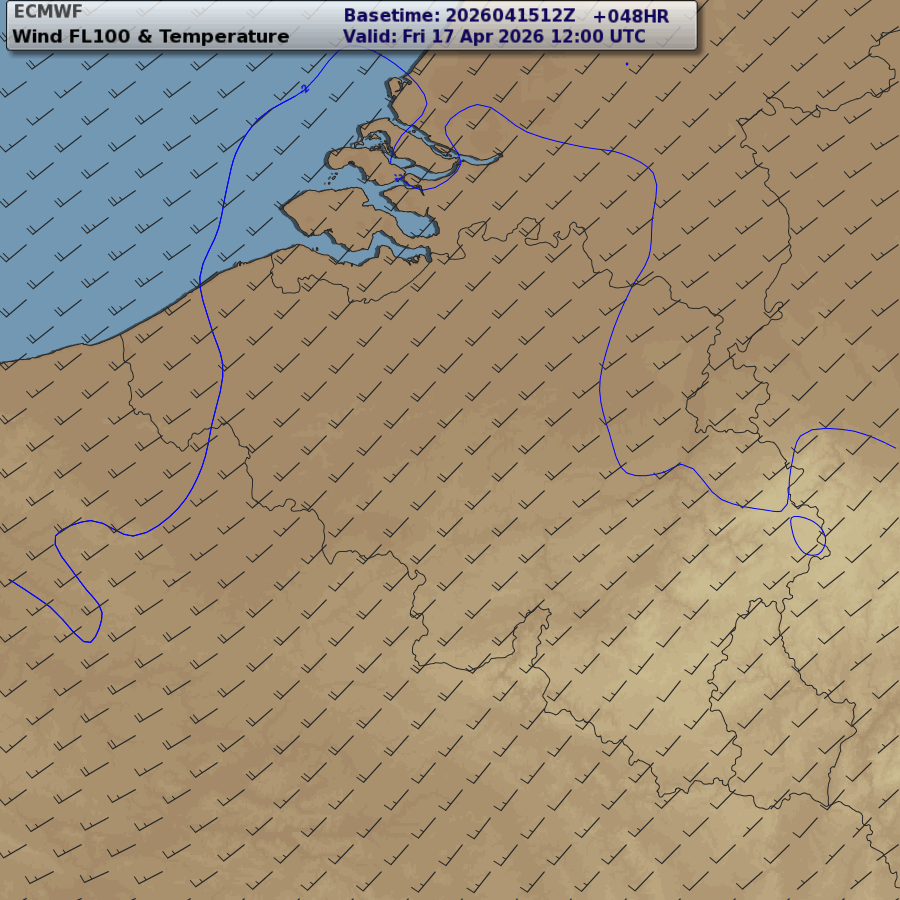 ECMWF
Wind FL100 & Temperature
Basetime: 2026041512Z +048HR
Valid: Fri 17 Apr 2026 12:00 UTC